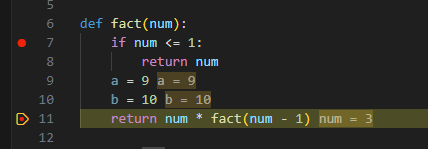 5
6 def fact(num):
7 if num <= 1:
8 return num
9 a = 9 a = 9
10 b = 10 b = 10
11 return num * fact(num - 1) num = 3
12